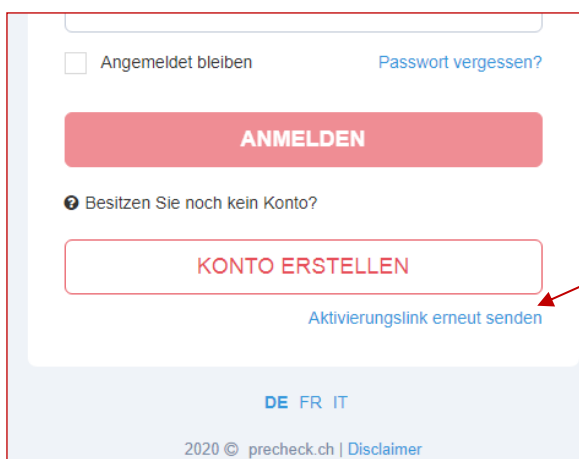 Angemeldet bleiben Passwort vergessen?
ANMELDEN
Besitzen Sie noch kein Konto?
KONTO ERSTELLEN
Aktivierungslink erneut senden
DE FR IT
2020 © precheck.ch | Disclaimer